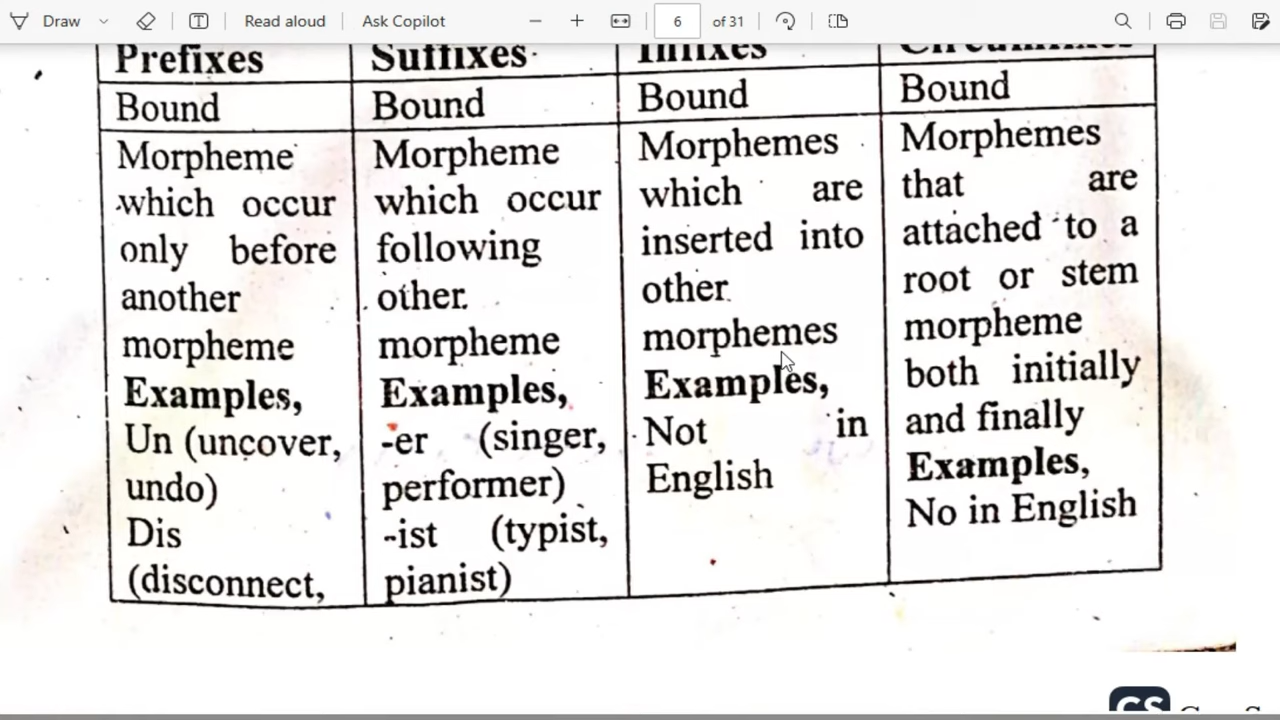 Draw
Read aloud
Ask Copilot
6
of 31
Prefixes
Suffixes
Infixes
Circumfixes
Bound
Morpheme
which occur
only before
another
morpheme
Examples,
Un (uncover,
undo)
Dis
(disconnect,
Bound
Morpheme
which occur
following
other.
morpheme
Examples,
-er (singer,
performer)
-ist (typist,
pianist)
Bound
Morphemes
which are
inserted into
other
morphemes
Examples,
Not in
English
Bound
Morphemes
that are
attached to a
root or stem
morpheme
both initially
and finally
Examples,
No in English
CS